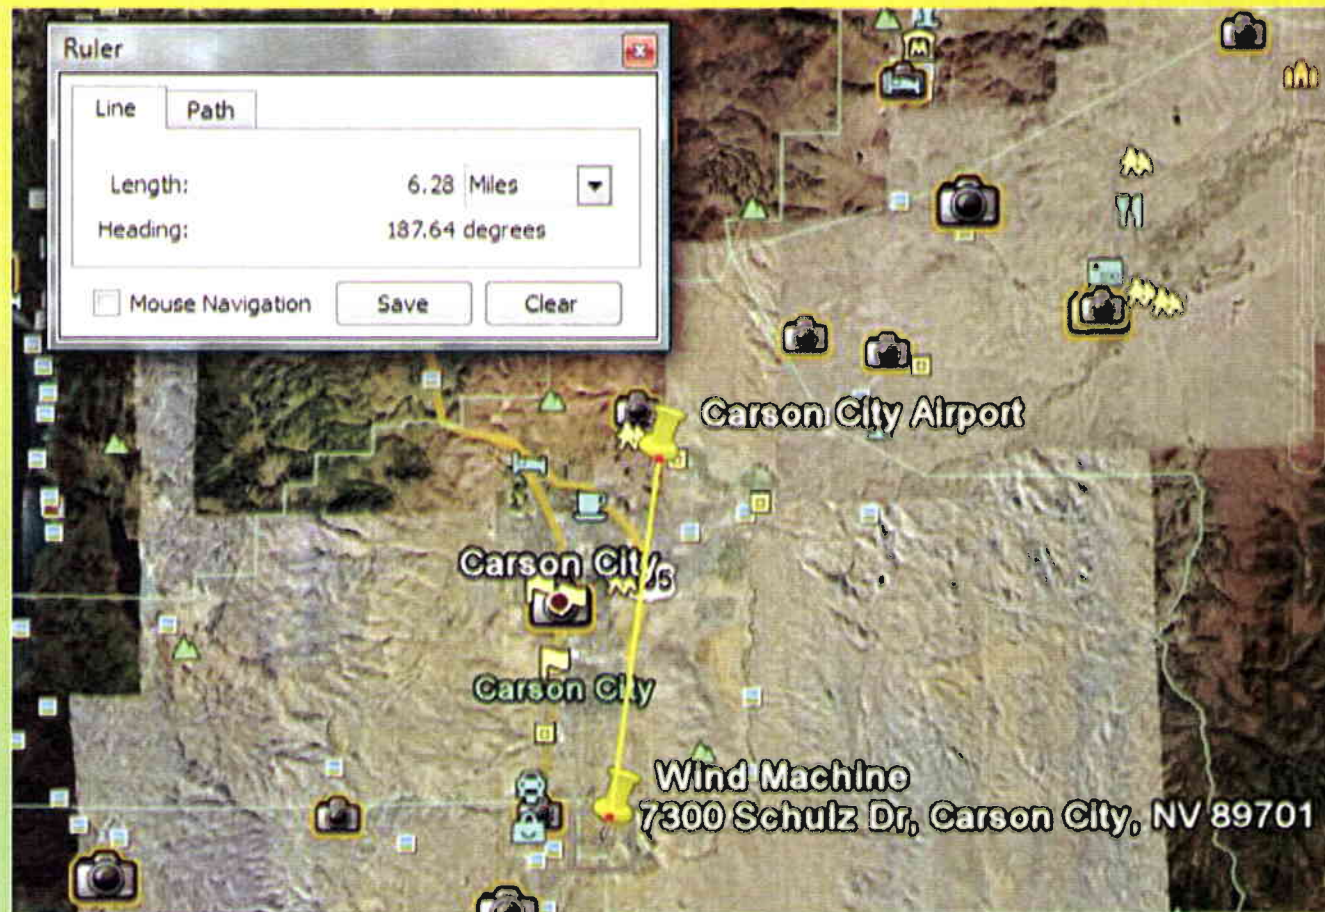 Ruler
Line Path
Length: 6.28 Miles
Heading: 187.64 degrees
Mouse Navigation Save Clear
Carson City Airport
Carson City
Carson City
Wind Machine
7300 Schulz Dr, Carson City, NV 89701